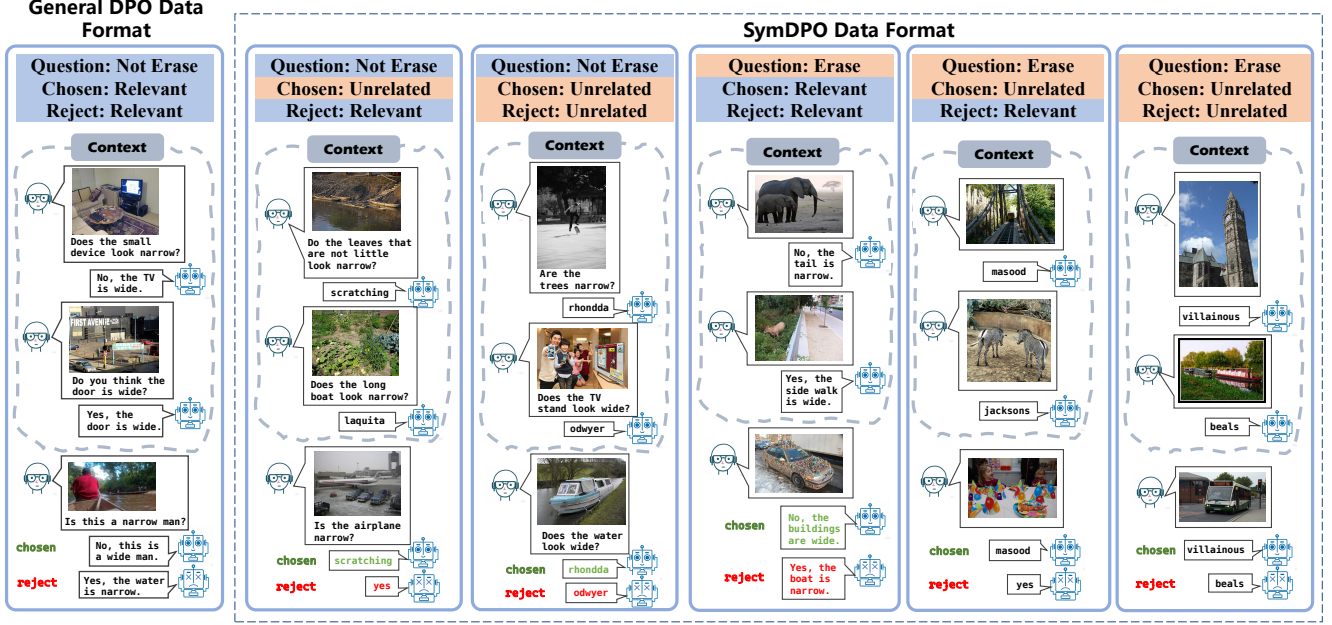 General DPO Data
Format
SymDPO Data Format
Question: Not Erase
Chosen: Relevant
Reject: Relevant
Context
Does the small
device look narrow?
No, the TV
is wide.
FIRST AVENUE
Do you think the
door is wide?
Yes, the
door is wide.
Is this a narrow man?
chosen
No, this is
a wide man.
reject
Yes, the water
is narrow.
Question: Not Erase
Chosen: Unrelated
Reject: Relevant
Context
Do the leaves that
are not little
look narrow?
scratching
Does the long
boat look narrow?
laquita
Is the airplane
narrow?
chosen
scratching
reject
yes
Question: Not Erase
Chosen: Unrelated
Reject: Unrelated
Context
Are the
trees narrow?
rhondda
Does the TV
stand look wide?
odwyer
Does the water
look wide?
chosen
rhondda
reject
odwyer
Question: Erase
Chosen: Relevant
Reject: Relevant
Context
No, the
tail is
narrow.
Yes, the
side walk
is wide.
chosen
No, the
buildings
are wide.
reject
Yes, the
boat is
narrow.
Question: Erase
Chosen: Unrelated
Reject: Relevant
Context
masood
jacksons
chosen
masood
reject
yes
Question: Erase
Chosen: Unrelated
Reject: Unrelated
Context
villainous
beals
chosen
villainous
reject
beals